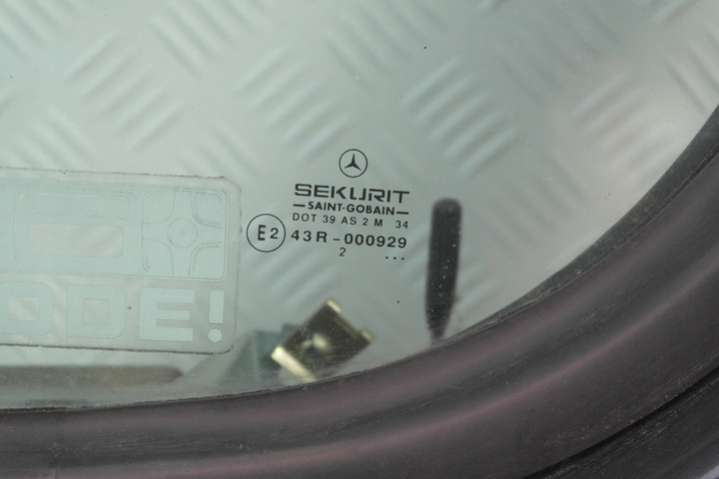 SEKURIT
SAINT-GOBAIN
DOT 39 AS 2 M 34
E2 43R-000929
2 ...
ODE!